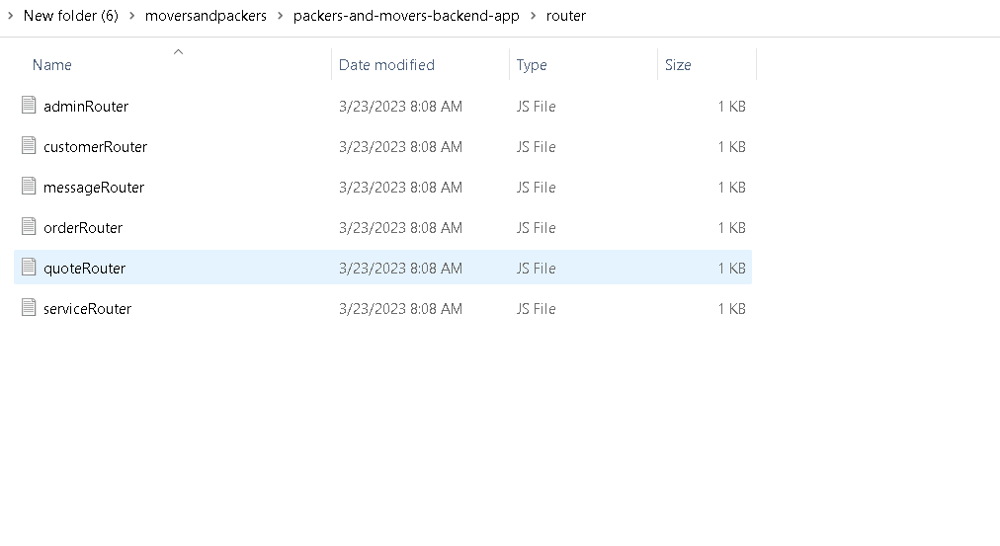 New folder (6) moversandpackers packers-and-movers-backend-app router
Name Date modified Type Size
adminRouter 3/23/2023 8:08 AM JS File 1 KB
customerRouter 3/23/2023 8:08 AM JS File 1 KB
messageRouter 3/23/2023 8:08 AM JS File 1 KB
orderRouter 3/23/2023 8:08 AM JS File 1 KB
quoteRouter 3/23/2023 8:08 AM JS File 1 KB
serviceRouter 3/23/2023 8:08 AM JS File 1 KB